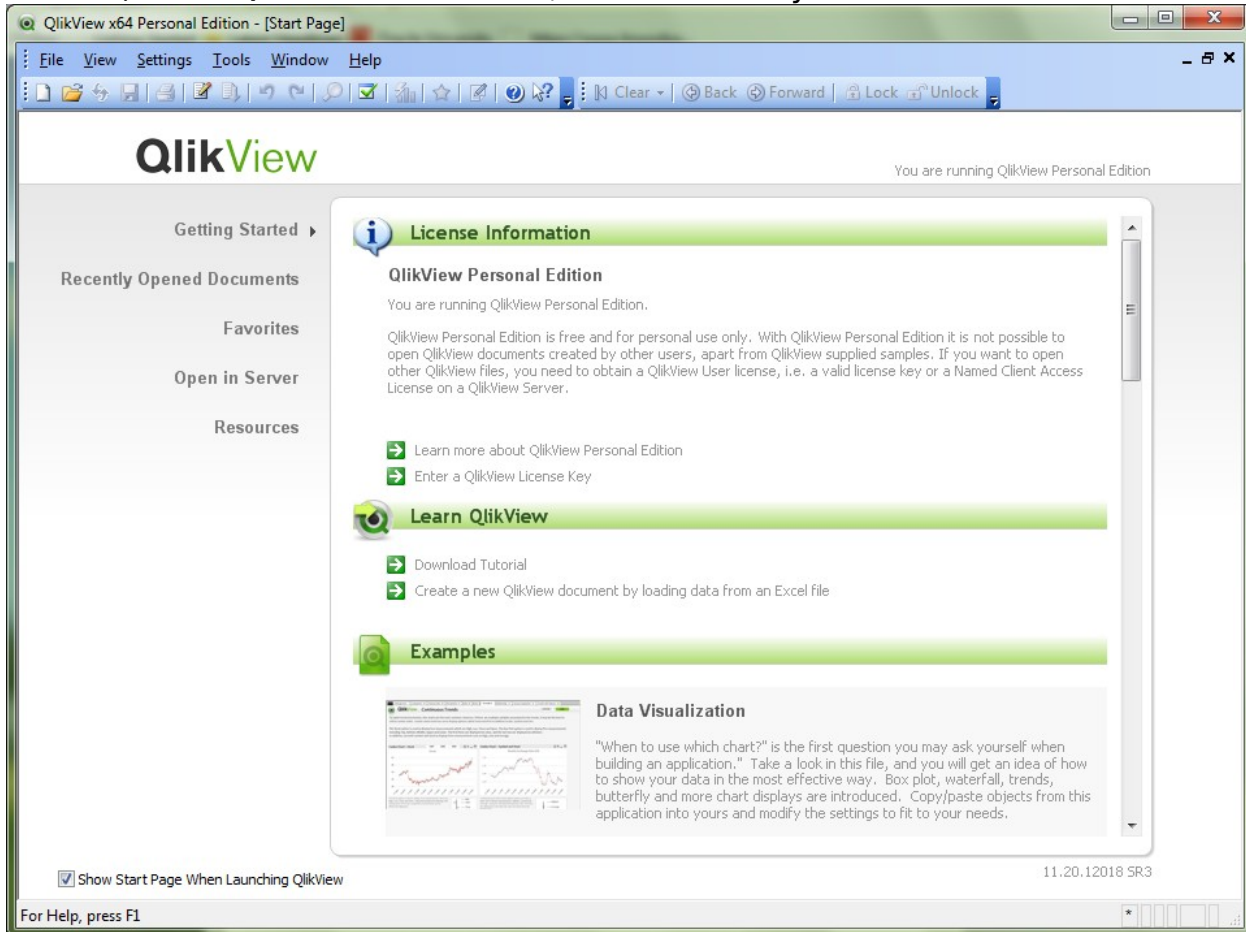 QlikView x64 Personal Edition - [Start Page]
File View Settings Tools Window Help
Clear Back Forward Lock Unlock
QlikView
You are running QlikView Personal Edition
Getting Started
Recently Opened Documents
Favorites
Open in Server
Resources
License Information
QlikView Personal Edition
You are running QlikView Personal Edition.
QlikView Personal Edition is free and for personal use only. With QlikView Personal Edition it is not possible to
open QlikView documents created by other users, apart from QlikView supplied samples. If you want to open
other QlikView files, you need to obtain a QlikView User license, i.e. a valid license key or a Named Client Access
License on a QlikView Server.
Learn more about QlikView Personal Edition
Enter a QlikView License Key
Learn QlikView
Download Tutorial
Create a new QlikView document by loading data from an Excel file
Examples
Data Visualization
"When to use which chart?" is the first question you may ask yourself when
building an application." Take a look in this file, and you will get an idea of how
to show your data in the most effective way. Box plot, waterfall, trends,
butterfly and more chart displays are introduced. Copy/paste objects from this
application into yours and modify the settings to fit to your needs.
Show Start Page When Launching QlikView
11.20.12018 SR3
For Help, press F1